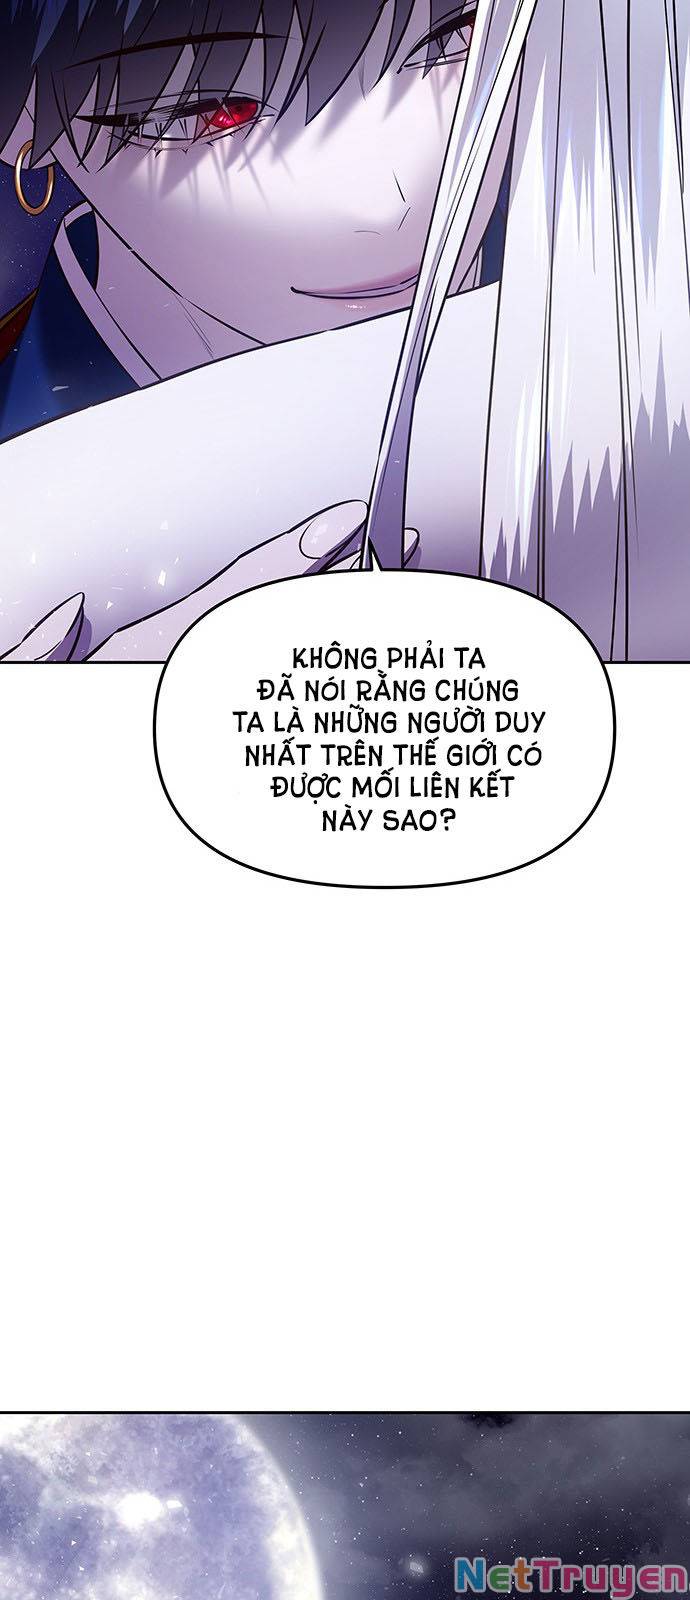 KHÔNG PHẢI TA
ĐÃ NÓI RẰNG CHÚNG
TA LÀ NHỮNG NGƯỜI DUY
NHẤT TRÊN THẾ GIỚI CÓ
ĐƯỢC MỐI LIÊN KẾT
NÀY SAO?
NetTruyen